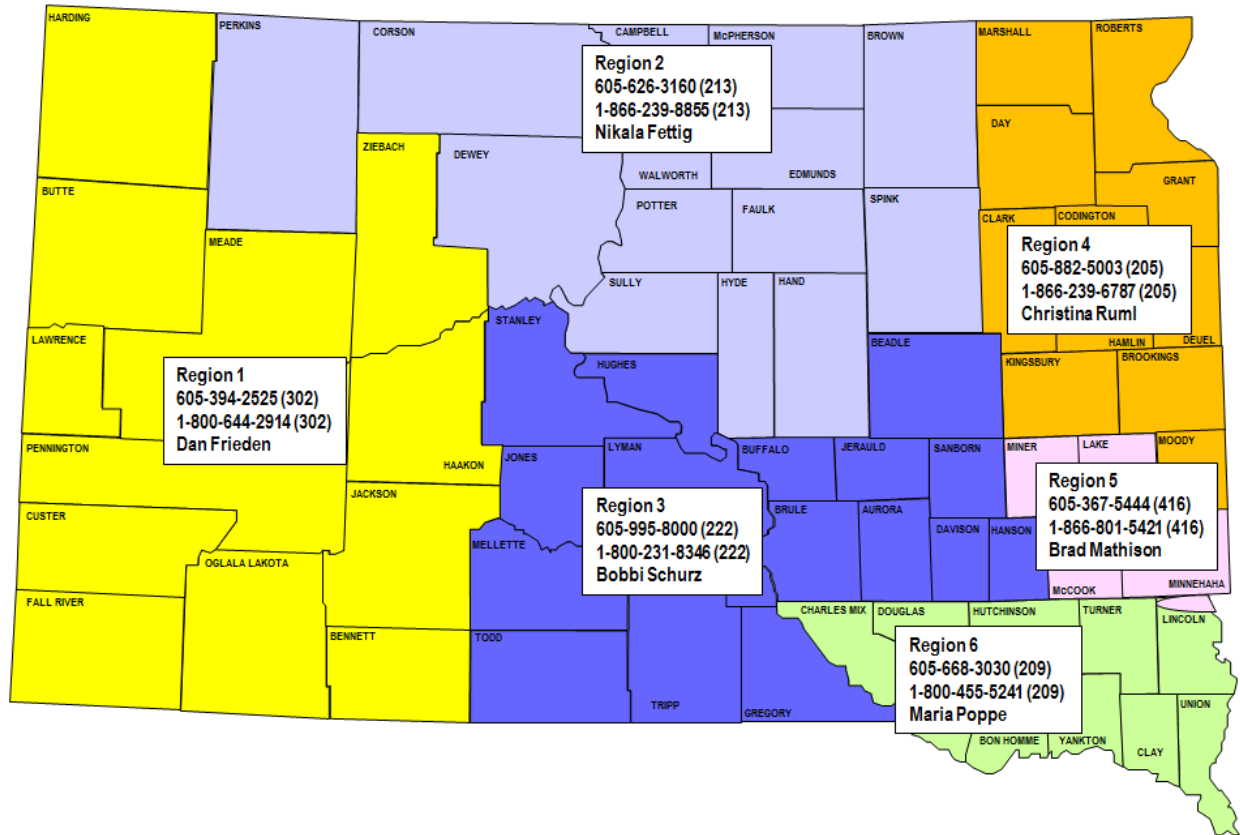 HARDING
PERKINS
CORSON
CAMPBELL
McPHERSON
BROWN
MARSHALL
ROBERTS
Region 2
605-626-3160 (213)
1-866-239-8855 (213)
Nikala Fettig
ZIEBACH
DEWEY
DAY
WALWORTH
EDMUNDS
GRANT
BUTTE
POTTER
FAULK
SPINK
CLARK
CODINGTON
MEADE
Region 4
605-882-5003 (205)
1-866-239-6787 (205)
Christina Ruml
SULLY
HYDE
HAND
STANLEY
LAWRENCE
BEADLE
HAMLIN
DEUEL
HUGHES
KINGSBURY
BROOKINGS
Region 1
605-394-2525 (302)
1-800-644-2914 (302)
Dan Frieden
PENNINGTON
HAAKON
JONES
LYMAN
BUFFALO
JERAULD
SANBORN
MINER
LAKE
MOODY
JACKSON
Region 5
605-367-5444 (416)
1-866-801-5421 (416)
Brad Mathison
Region 3
605-995-8000 (222)
1-800-231-8346 (222)
Bobbi Schurz
CUSTER
BRULE
AURORA
DAVISON
HANSON
MELLETTE
OGLALA LAKOTA
McCOOK
MINNEHAHA
FALL RIVER
CHARLES MIX
DOUGLAS
HUTCHINSON
TURNER
LINCOLN
BENNETT
TODD
Region 6
605-668-3030 (209)
1-800-455-5241 (209)
Maria Poppe
TRIPP
GREGORY
UNION
BON HOMME
YANKTON
CLAY